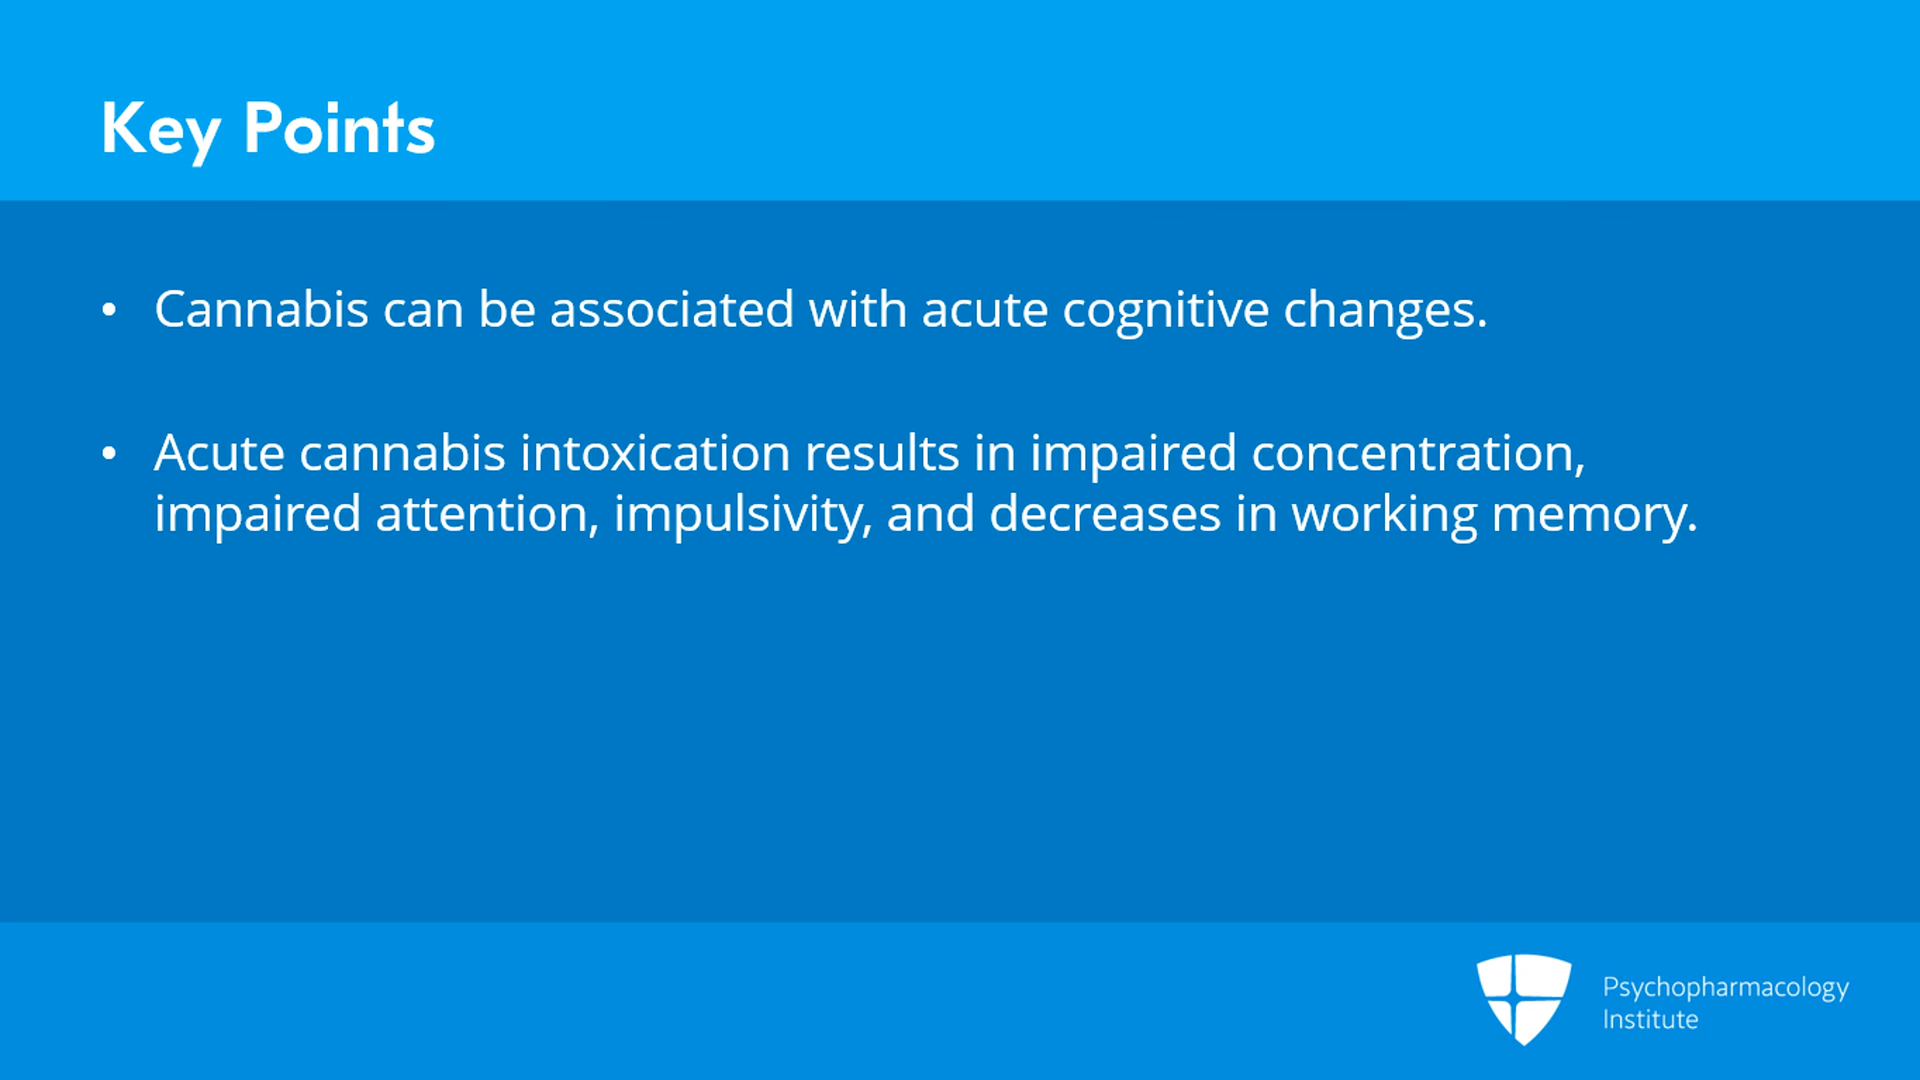 Key Points
• Cannabis can be associated with acute cognitive changes.
• Acute cannabis intoxication results in impaired concentration,
impaired attention, impulsivity, and decreases in working memory.
Psychopharmacology
Institute